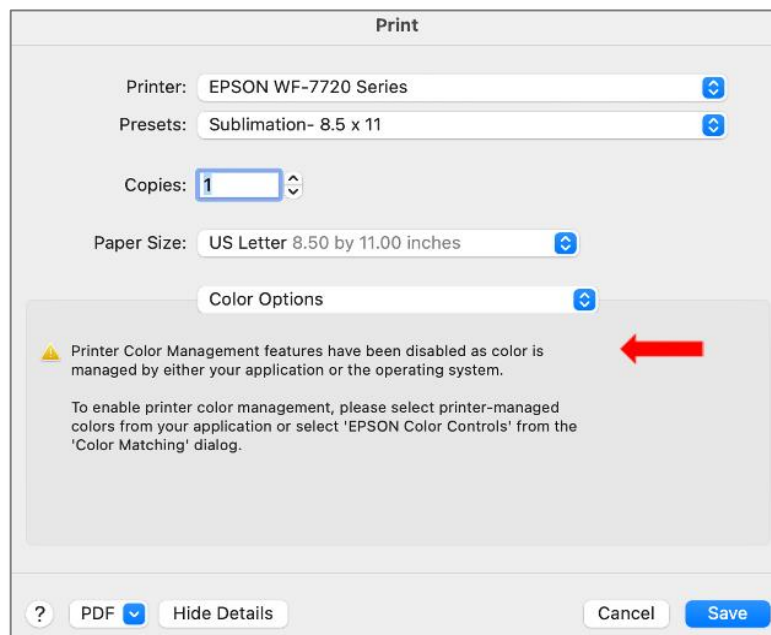 Print
Printer: EPSON WF-7720 Series
Presets: Sublimation- 8.5 x 11
Copies: 1
Paper Size: US Letter 8.50 by 11.00 inches
Color Options
Printer Color Management features have been disabled as color is
managed by either your application or the operating system.
To enable printer color management, please select printer-managed
colors from your application or select 'EPSON Color Controls' from the
'Color Matching' dialog.
? PDF Hide Details Cancel Save